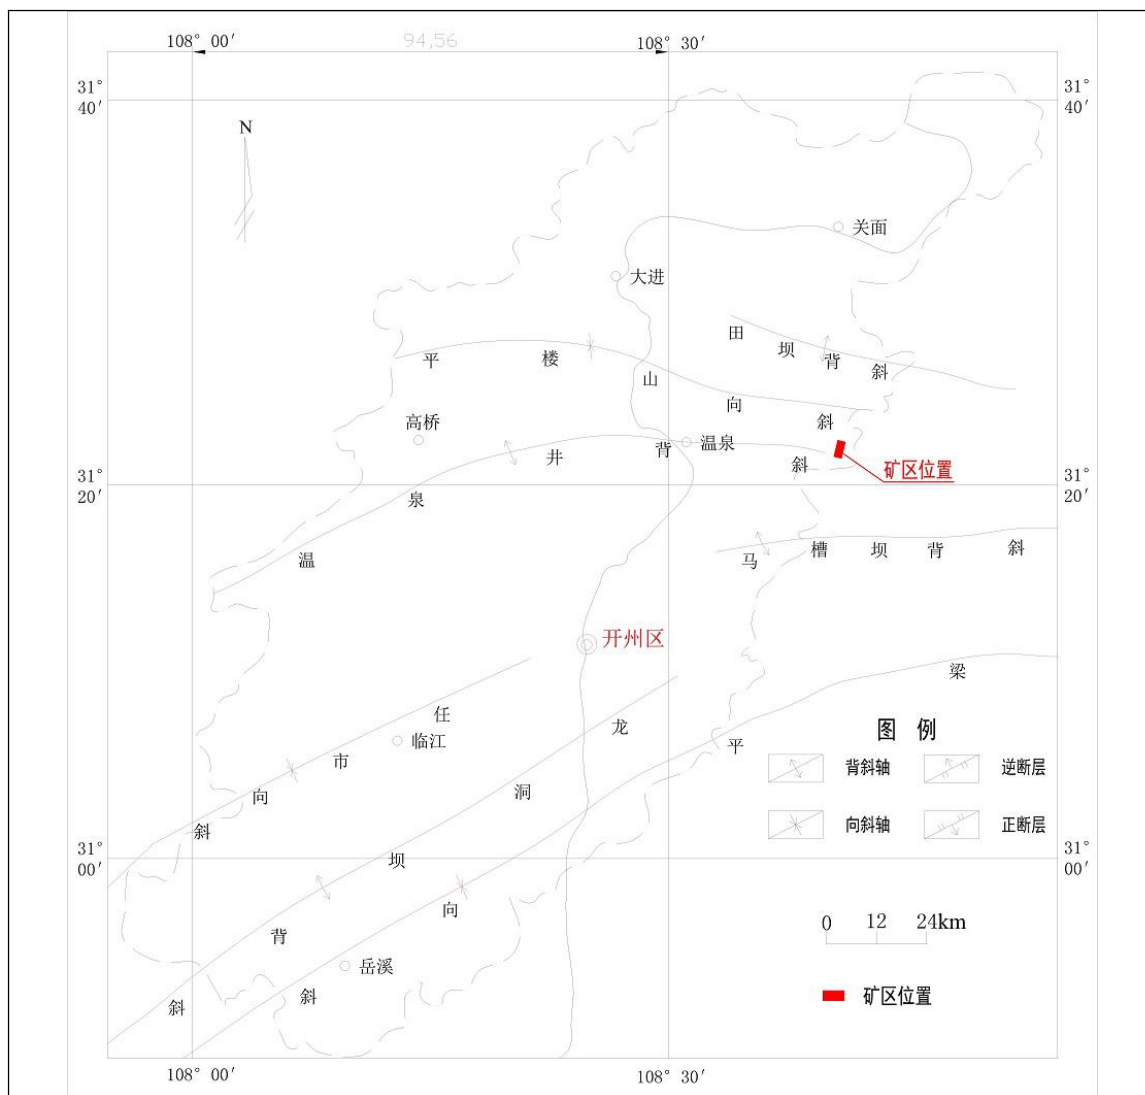 108° 00′
94,56
108° 30′
31°
40′
31°
40′
N
关面
大进
田坝背斜
平楼山向斜
高桥
温泉
温泉井背斜
矿区位置
31°
20′
31°
20′
马槽坝背斜
开州区
梁平向斜
任市向斜
临江
龙洞坝背斜
图 例
背斜轴
逆断层
向斜轴
正断层
31°
00′
31°
00′
0 12 24km
岳溪
矿区位置
108° 00′
108° 30′